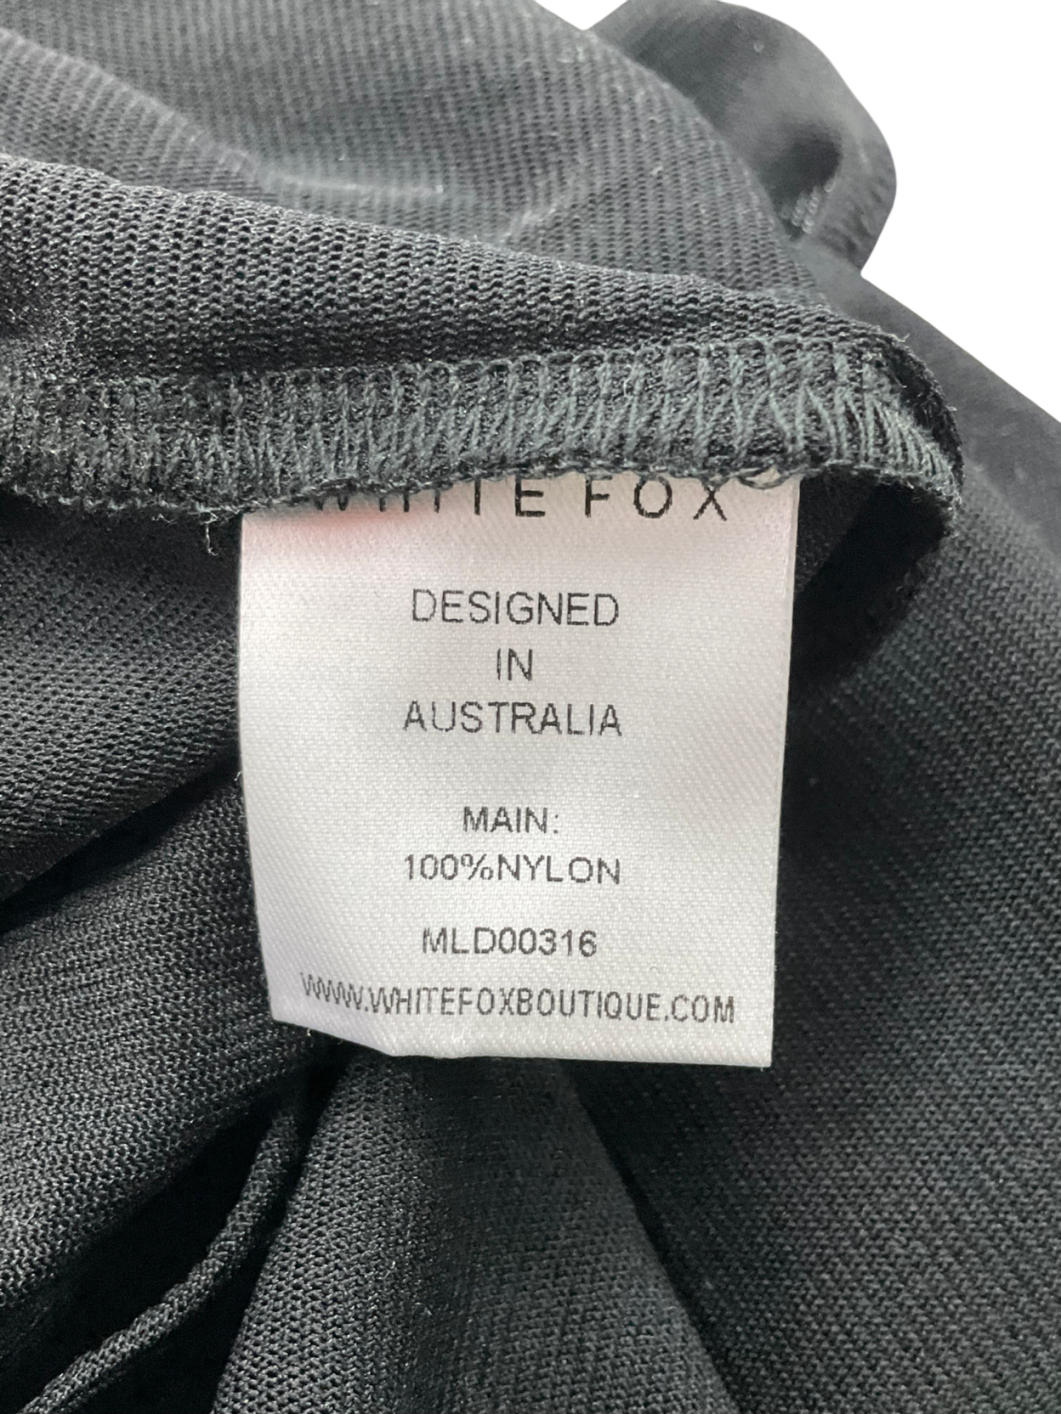 WHITE FOX
DESIGNED
IN
AUSTRALIA
MAIN:
100%NYLON
MLD00316
WWW.WHITEFOXBOUTIQUE.COM